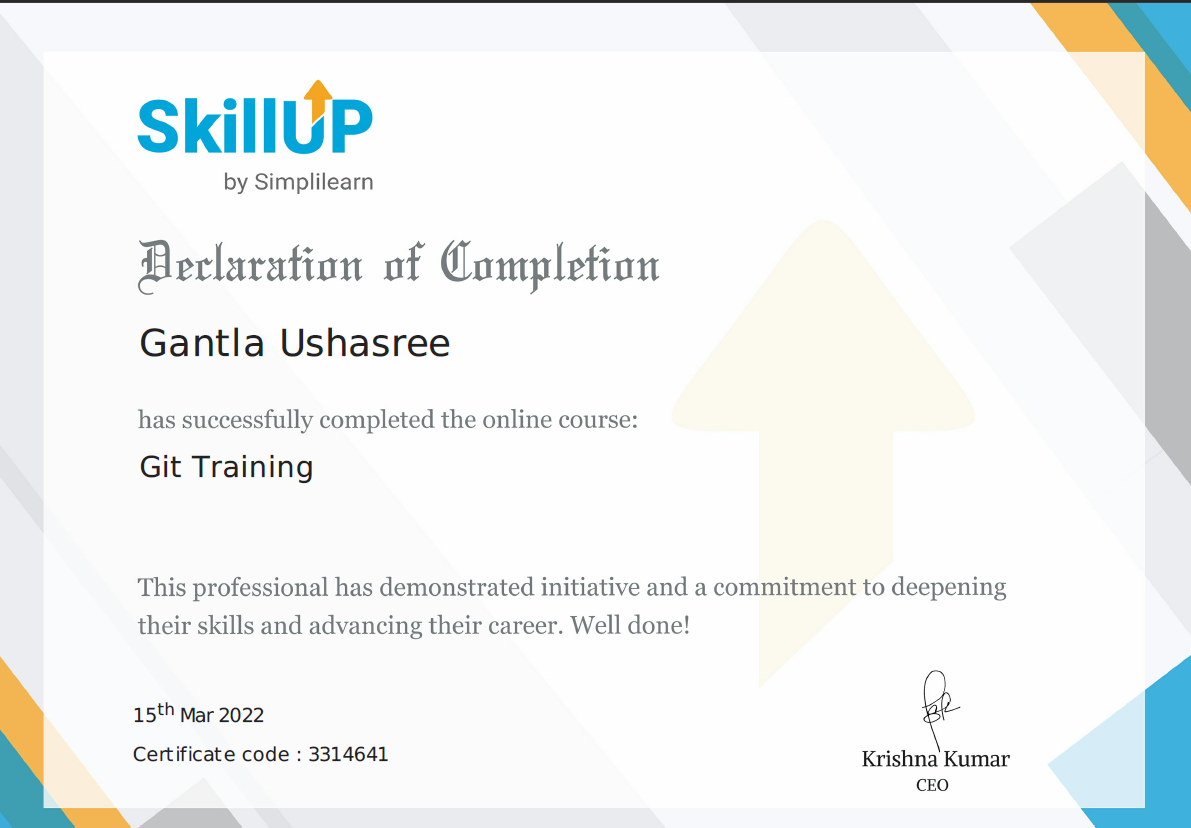 SkillUP
by Simplilearn
Declaration of Completion
Gantla Ushasree
has successfully completed the online course:
Git Training
This professional has demonstrated initiative and a commitment to deepening
their skills and advancing their career. Well done!
15th Mar 2022
Certificate code : 3314641
Krishna Kumar
CEO